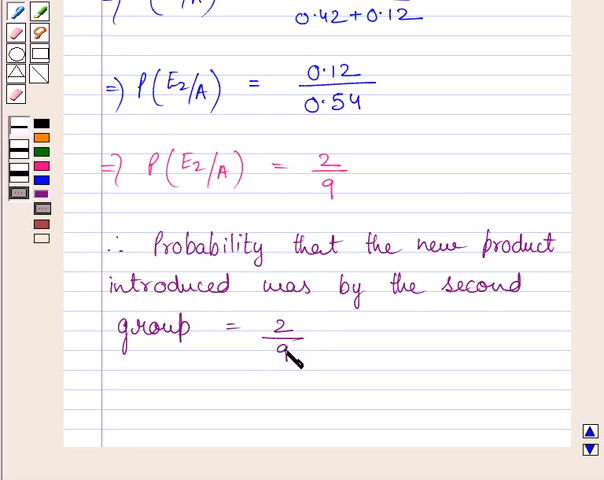 =) P(E2/A) 0.42+0.12
=) P(E2/A) = 0.12/0.54
=) P(E2/A) = 2/9
∴ Probability that the new product
introduced was by the second
group = 2/9